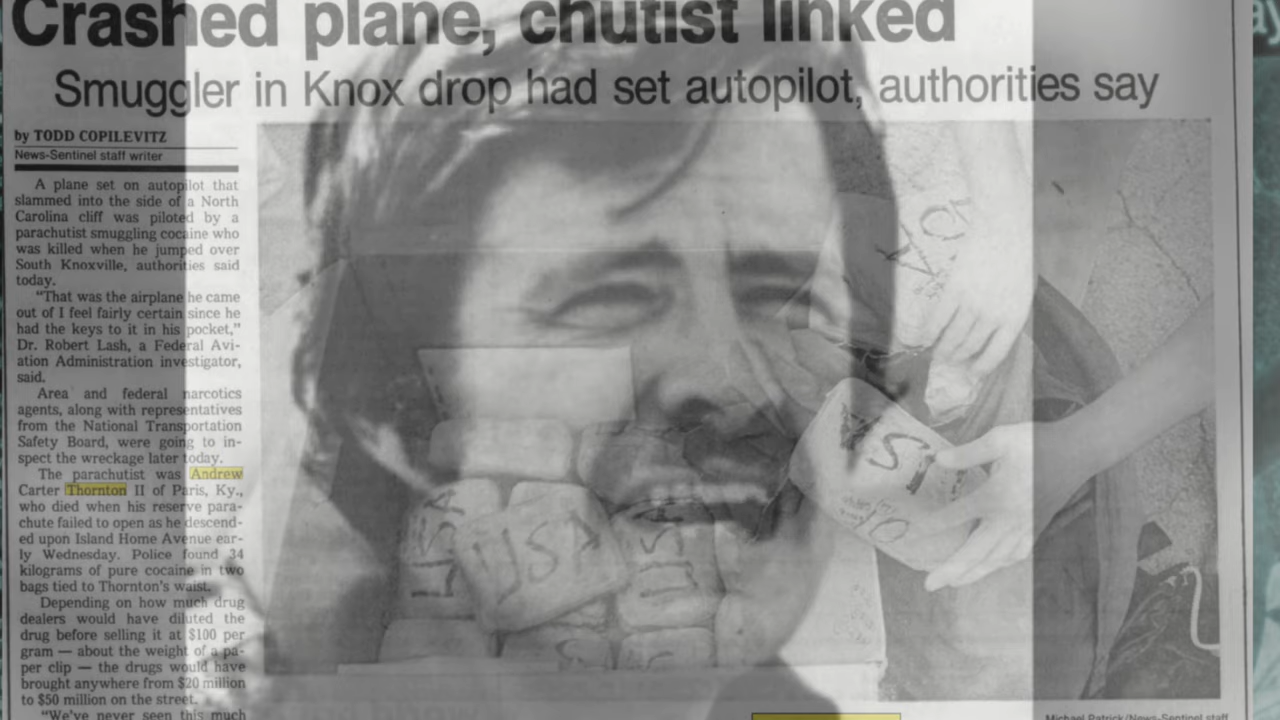 Crashed plane, chutist linked
Smuggler in Knox drop had set autopilot, authorities say
by TODD COPILEVITZ
News-Sentinel staff writer
A plane set on autopilot that
slammed into the side of a North
Carolina cliff was piloted by a
parachutist smuggling cocaine who
was killed when he jumped over
South Knoxville, authorities said
today.
"That was the airplane he came
out of I feel fairly certain since he
had the keys to it in his pocket,"
Dr. Robert Lash, a Federal Avi-
ation Administration investigator,
said.
Area and federal narcotics
agents, along with representatives
from the National Transportation
Safety Board, were going to in-
spect the wreckage later today.
The parachutist was Andrew
Carter Thornton II of Paris, Ky.,
who died when his reserve para-
chute failed to open as he descend-
ed upon Island Home Avenue ear-
ly Wednesday. Police found 34
kilograms of pure cocaine in two
bags tied to Thornton's waist.
Depending on how much drug
dealers would have diluted the
drug before selling it at $100 per
gram — about the weight of a pa-
per clip — the drugs would have
brought anywhere from $20 million
to $50 million on the street.
"We've never seen this much
USA
Michael Patrick/News-Sentinel staff